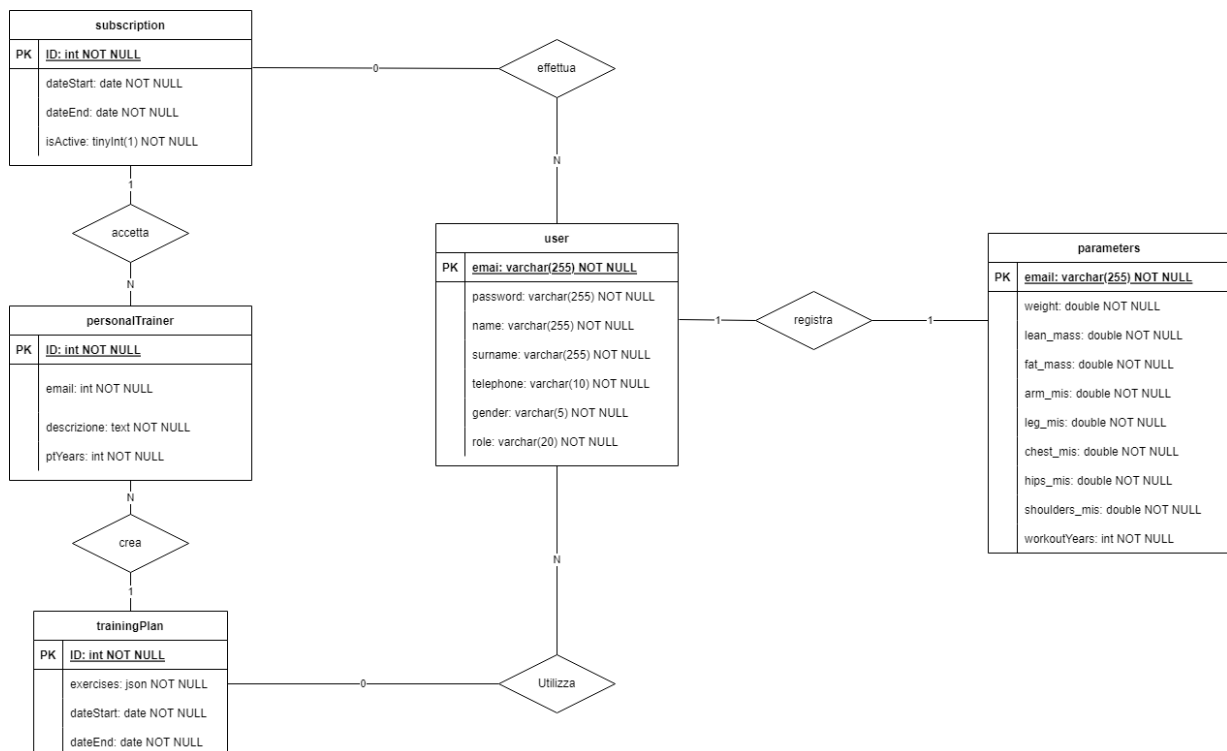 subscription
PK ID: int NOT NULL
dateStart: date NOT NULL
dateEnd: date NOT NULL
isActive: tinyInt(1) NOT NULL
0
effettua
N
1
accetta
N
user
PK emai: varchar(255) NOT NULL
password: varchar(255) NOT NULL
name: varchar(255) NOT NULL
surname: varchar(255) NOT NULL
telephone: varchar(10) NOT NULL
gender: varchar(5) NOT NULL
role: varchar(20) NOT NULL
1
registra
1
parameters
PK email: varchar(255) NOT NULL
weight: double NOT NULL
lean_mass: double NOT NULL
fat_mass: double NOT NULL
arm_mis: double NOT NULL
leg_mis: double NOT NULL
chest_mis: double NOT NULL
hips_mis: double NOT NULL
shoulders_mis: double NOT NULL
workoutYears: int NOT NULL
personalTrainer
PK ID: int NOT NULL
email: int NOT NULL
descrizione: text NOT NULL
ptYears: int NOT NULL
N
crea
1
N
trainingPlan
PK ID: int NOT NULL
exercises: json NOT NULL
dateStart: date NOT NULL
dateEnd: date NOT NULL
0
Utilizza